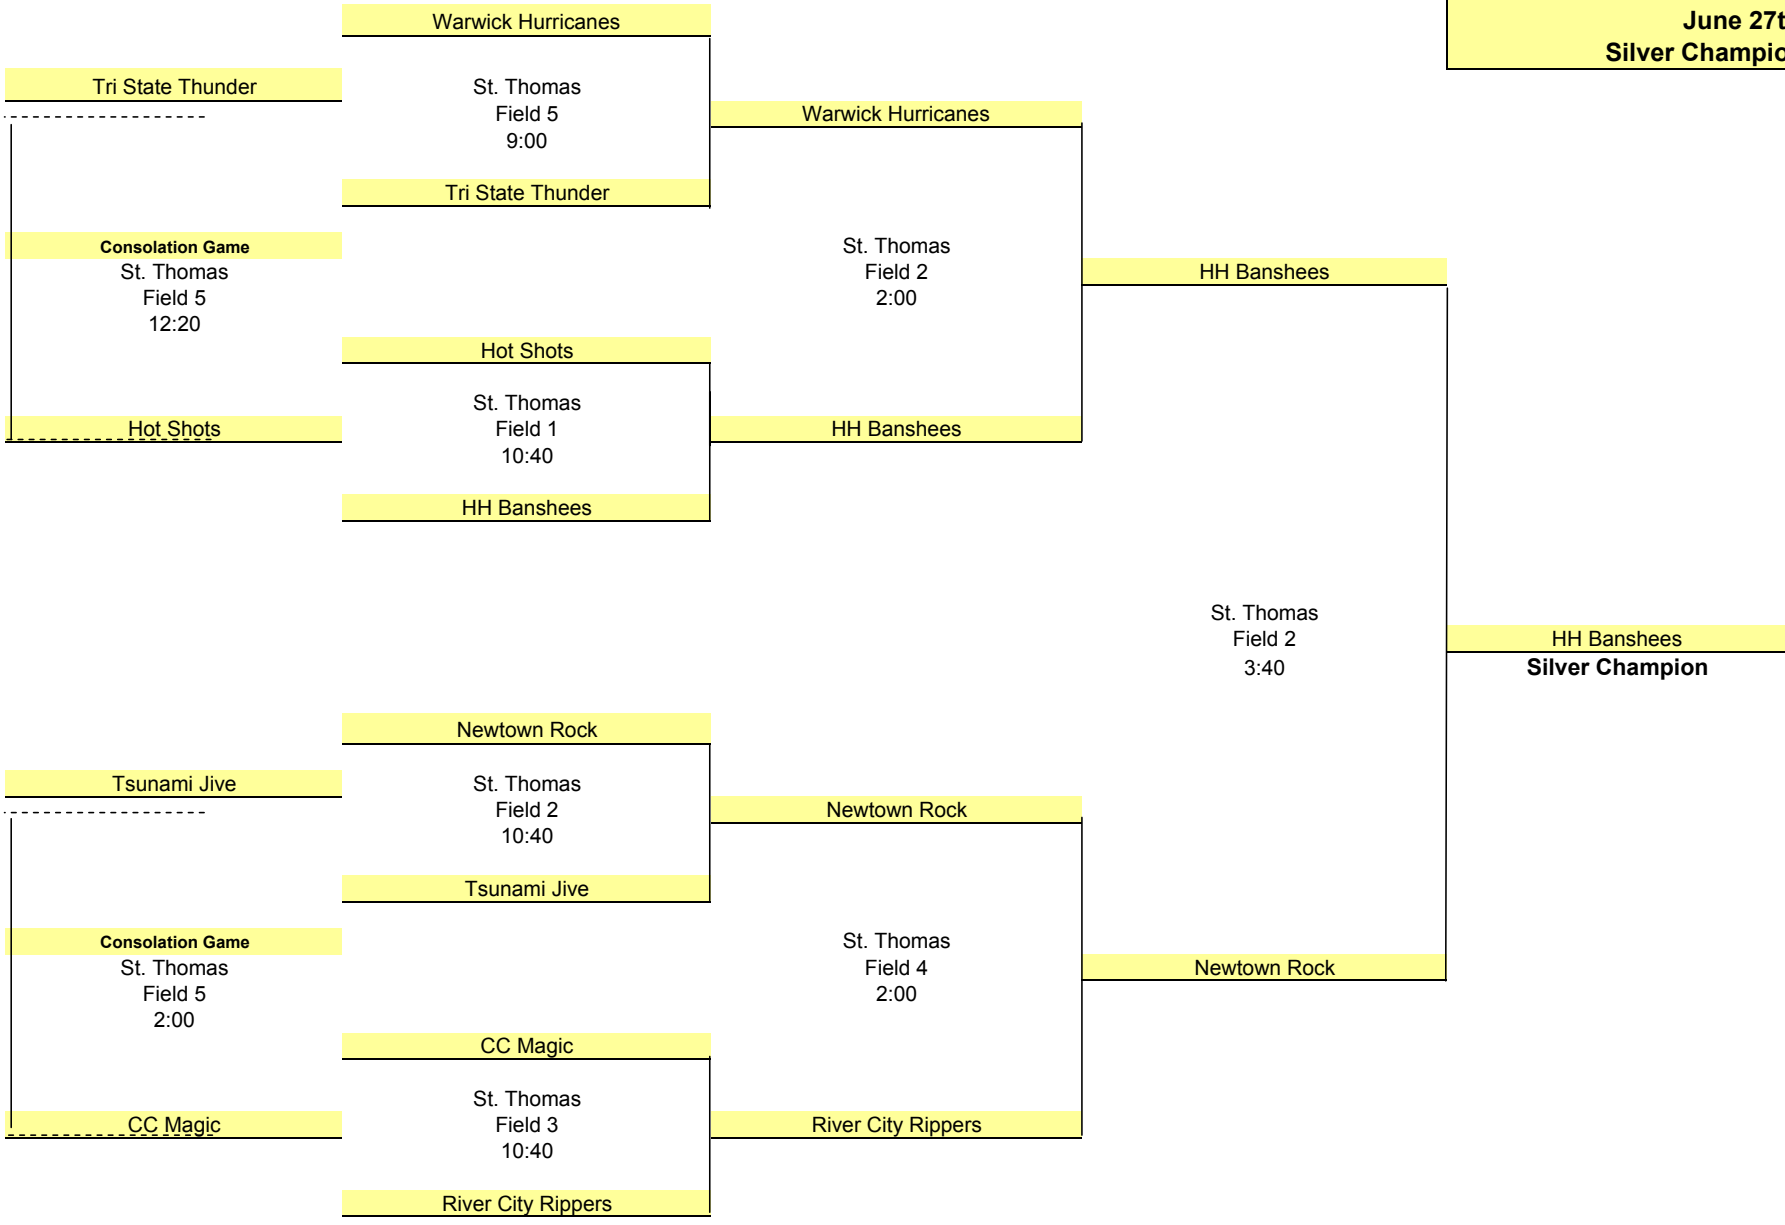 Warwick Hurricanes
June 27t
Silver Champio
Tri State Thunder
St. Thomas
Field 5
9:00
Warwick Hurricanes
Tri State Thunder
Consolation Game
St. Thomas
Field 5
12:20
St. Thomas
Field 2
2:00
HH Banshees
Hot Shots
Hot Shots
St. Thomas
Field 1
10:40
HH Banshees
HH Banshees
St. Thomas
Field 2
3:40
HH Banshees
Silver Champion
Newtown Rock
Tsunami Jive
St. Thomas
Field 2
10:40
Newtown Rock
Tsunami Jive
Consolation Game
St. Thomas
Field 5
2:00
St. Thomas
Field 4
2:00
Newtown Rock
CC Magic
CC Magic
St. Thomas
Field 3
10:40
River City Rippers
River City Rippers